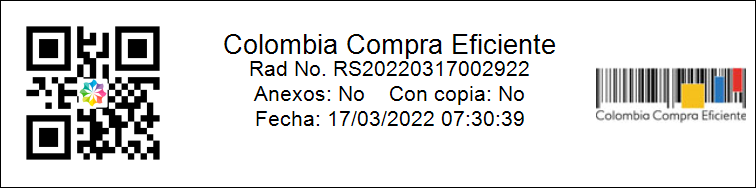 Colombia Compra Eficiente
Rad No. RS20220317002922
Anexos: No    Con copia: No
Fecha: 17/03/2022 07:30:39
Colombia Compra Eficiente